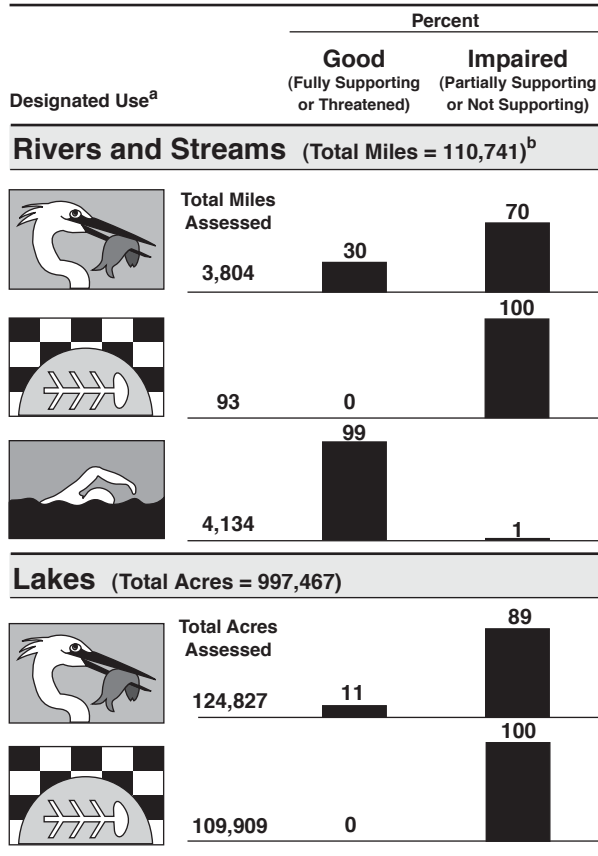 Percent
Good
(Fully Supporting
or Threatened)
Impaired
(Partially Supporting
or Not Supporting)
Designated Useᵃ
Rivers and Streams (Total Miles = 110,741)ᵇ
Total Miles
Assessed
3,804
30
70
93
0
100
4,134
99
1
Lakes (Total Acres = 997,467)
Total Acres
Assessed
124,827
11
89
109,909
0
100